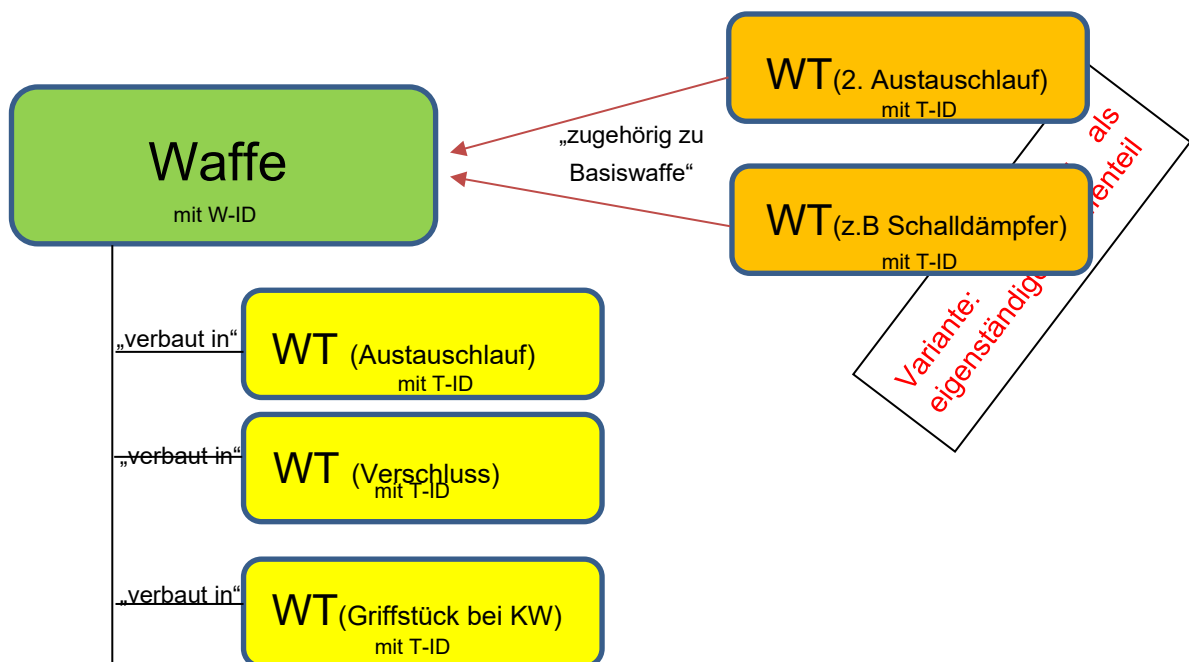 WT(2. Austauschlauf)
mit T-ID
Waffe
mit W-ID
„zugehörig zu
Basiswaffe“
WT(z.B Schalldämpfer)
mit T-ID
Variante: als
„verbaut in“
WT (Austauschlauf)
mit T-ID
„verbaut in“
WT (Verschluss)
mit T-ID
„verbaut in“
WT(Griffstück bei KW)
mit T-ID